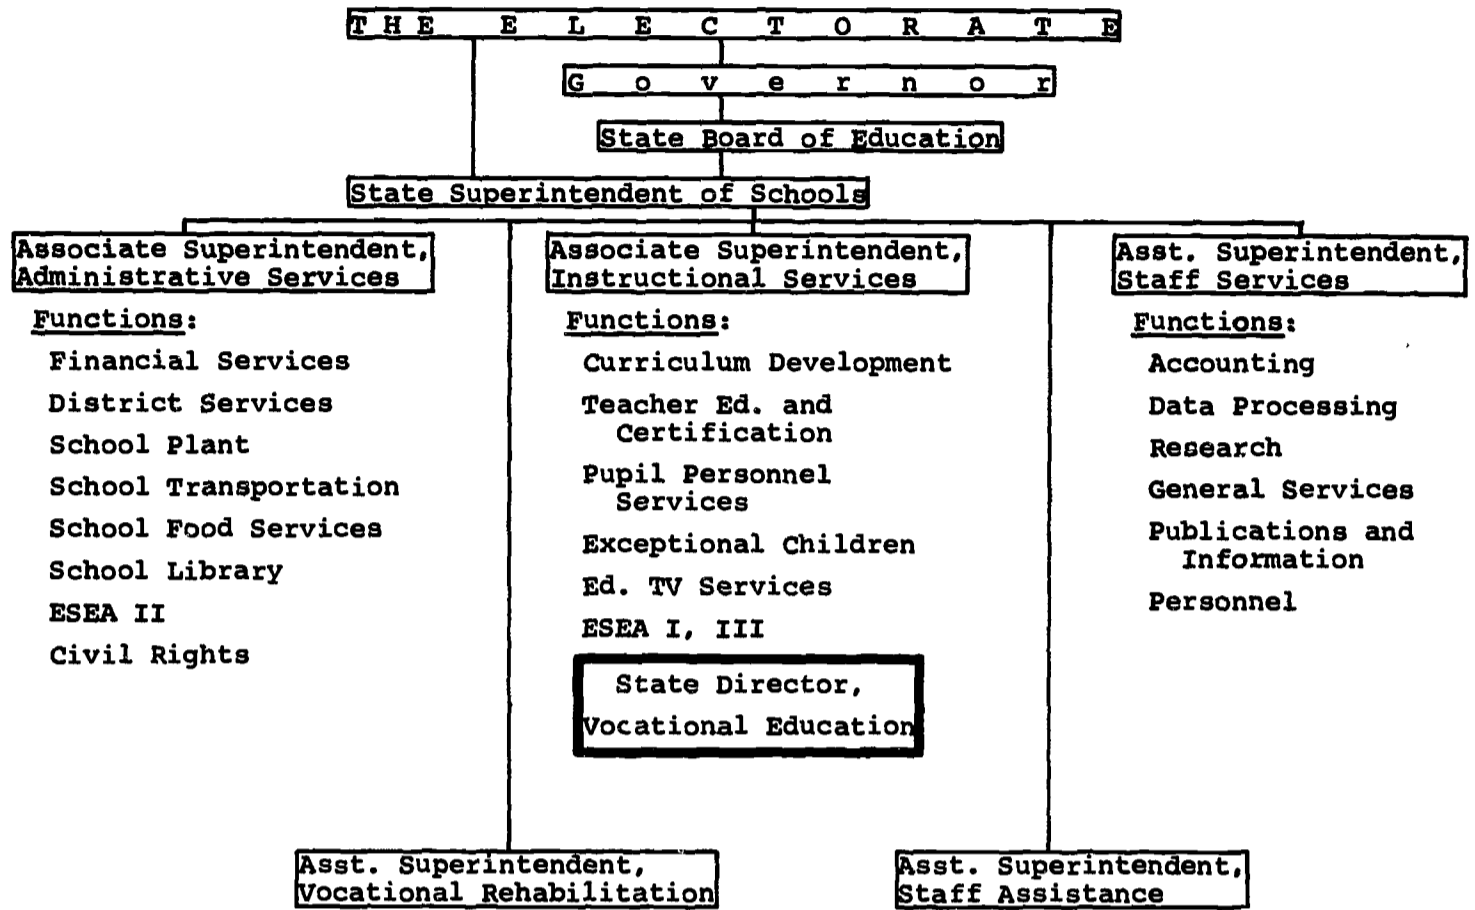 THE ELECTORATE
Governor
State Board of Education
State Superintendent of Schools
Associate Superintendent,
Administrative Services
Functions:
Financial Services
District Services
School Plant
School Transportation
School Food Services
School Library
ESEA II
Civil Rights
Associate Superintendent,
Instructional Services
Functions:
Curriculum Development
Teacher Ed. and
Certification
Pupil Personnel
Services
Exceptional Children
Ed. TV Services
ESEA I, III
State Director,
Vocational Education
Asst. Superintendent,
Staff Services
Functions:
Accounting
Data Processing
Research
General Services
Publications and
Information
Personnel
Asst. Superintendent,
Vocational Rehabilitation
Asst. Superintendent,
Staff Assistance